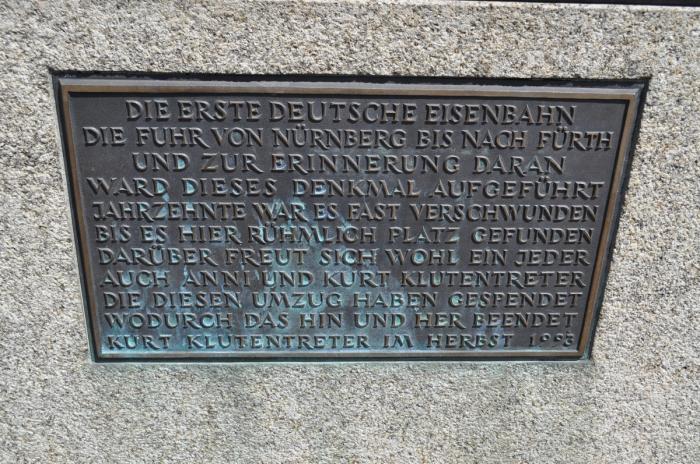 DIE ERSTE DEUTSCHE EISENBAHN
DIE FUHR VON NÜRNBERG BIS NACH FÜRTH
UND ZUR ERINNERUNG DARAN
WARD DIESES DENKMAL AUFGEFÜHRT
JAHRZEHNTE WAR ES FAST VERSCHWUNDEN
BIS ES HIER RÜHMLICH PLATZ GEFUNDEN
DARÜBER FREUT SICH WOHL EIN JEDER
AUCH ANNI UND KURT KLUTENTRETER
DIE DIESEN UMZUG HABEN GESPENDET
WODURCH DAS HIN UND HER BEENDET
KURT KLUTENTRETER IM HERBST 1993